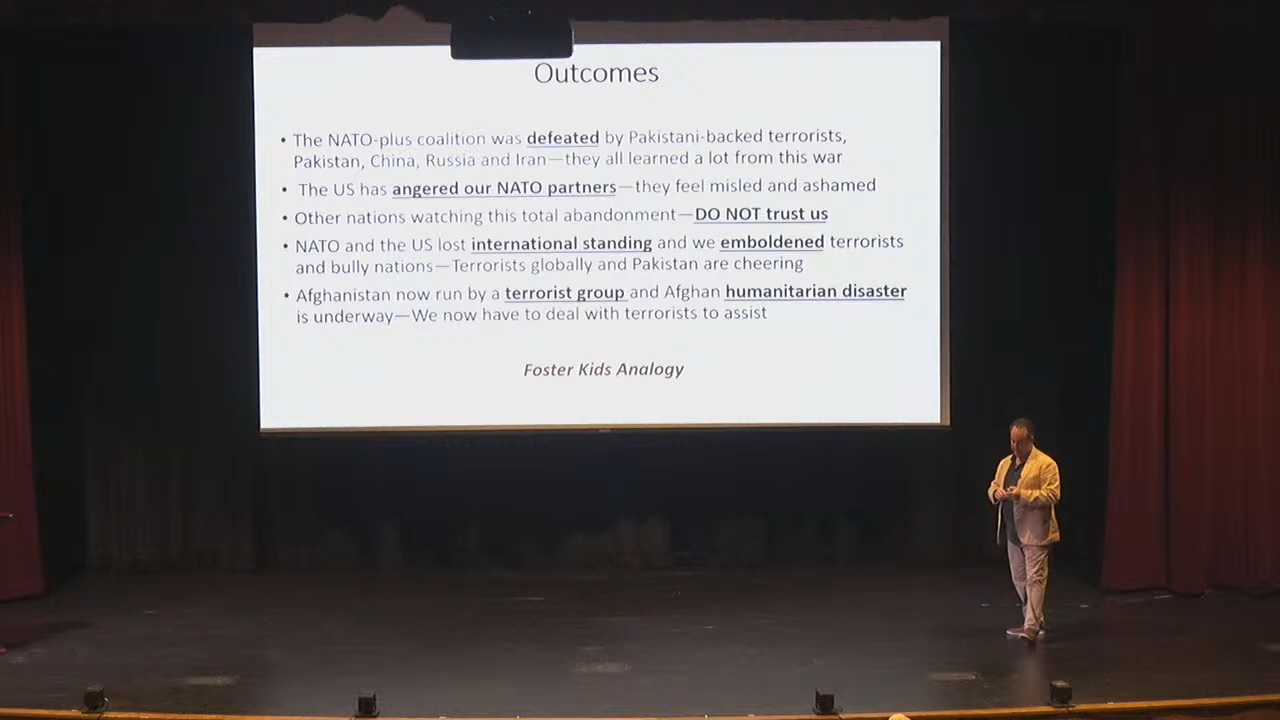 Outcomes
• The NATO-plus coalition was defeated by Pakistani-backed terrorists,
Pakistan, China, Russia and Iran—they all learned a lot from this war
• The US has angered our NATO partners—they feel misled and ashamed
• Other nations watching this total abandonment—DO NOT trust us
• NATO and the US lost international standing and we emboldened terrorists
and bully nations—Terrorists globally and Pakistan are cheering
• Afghanistan now run by a terrorist group and Afghan humanitarian disaster
is underway—We now have to deal with terrorists to assist
Foster Kids Analogy